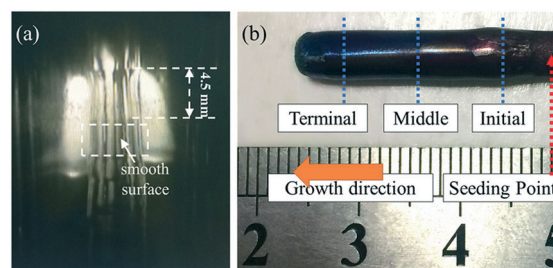 (a)
4.5 mm
smooth
surface
(b)
Terminal
Middle
Initial
Growth direction
Seeding Point
2
3
4
5